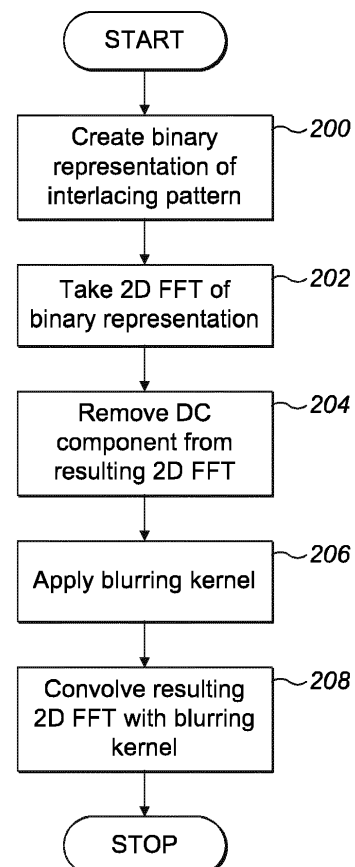 START
Create binary
representation of
interlacing pattern
200
Take 2D FFT of
binary representation
202
Remove DC
component from
resulting 2D FFT
204
Apply blurring kernel
206
Convolve resulting
2D FFT with blurring
kernel
208
STOP